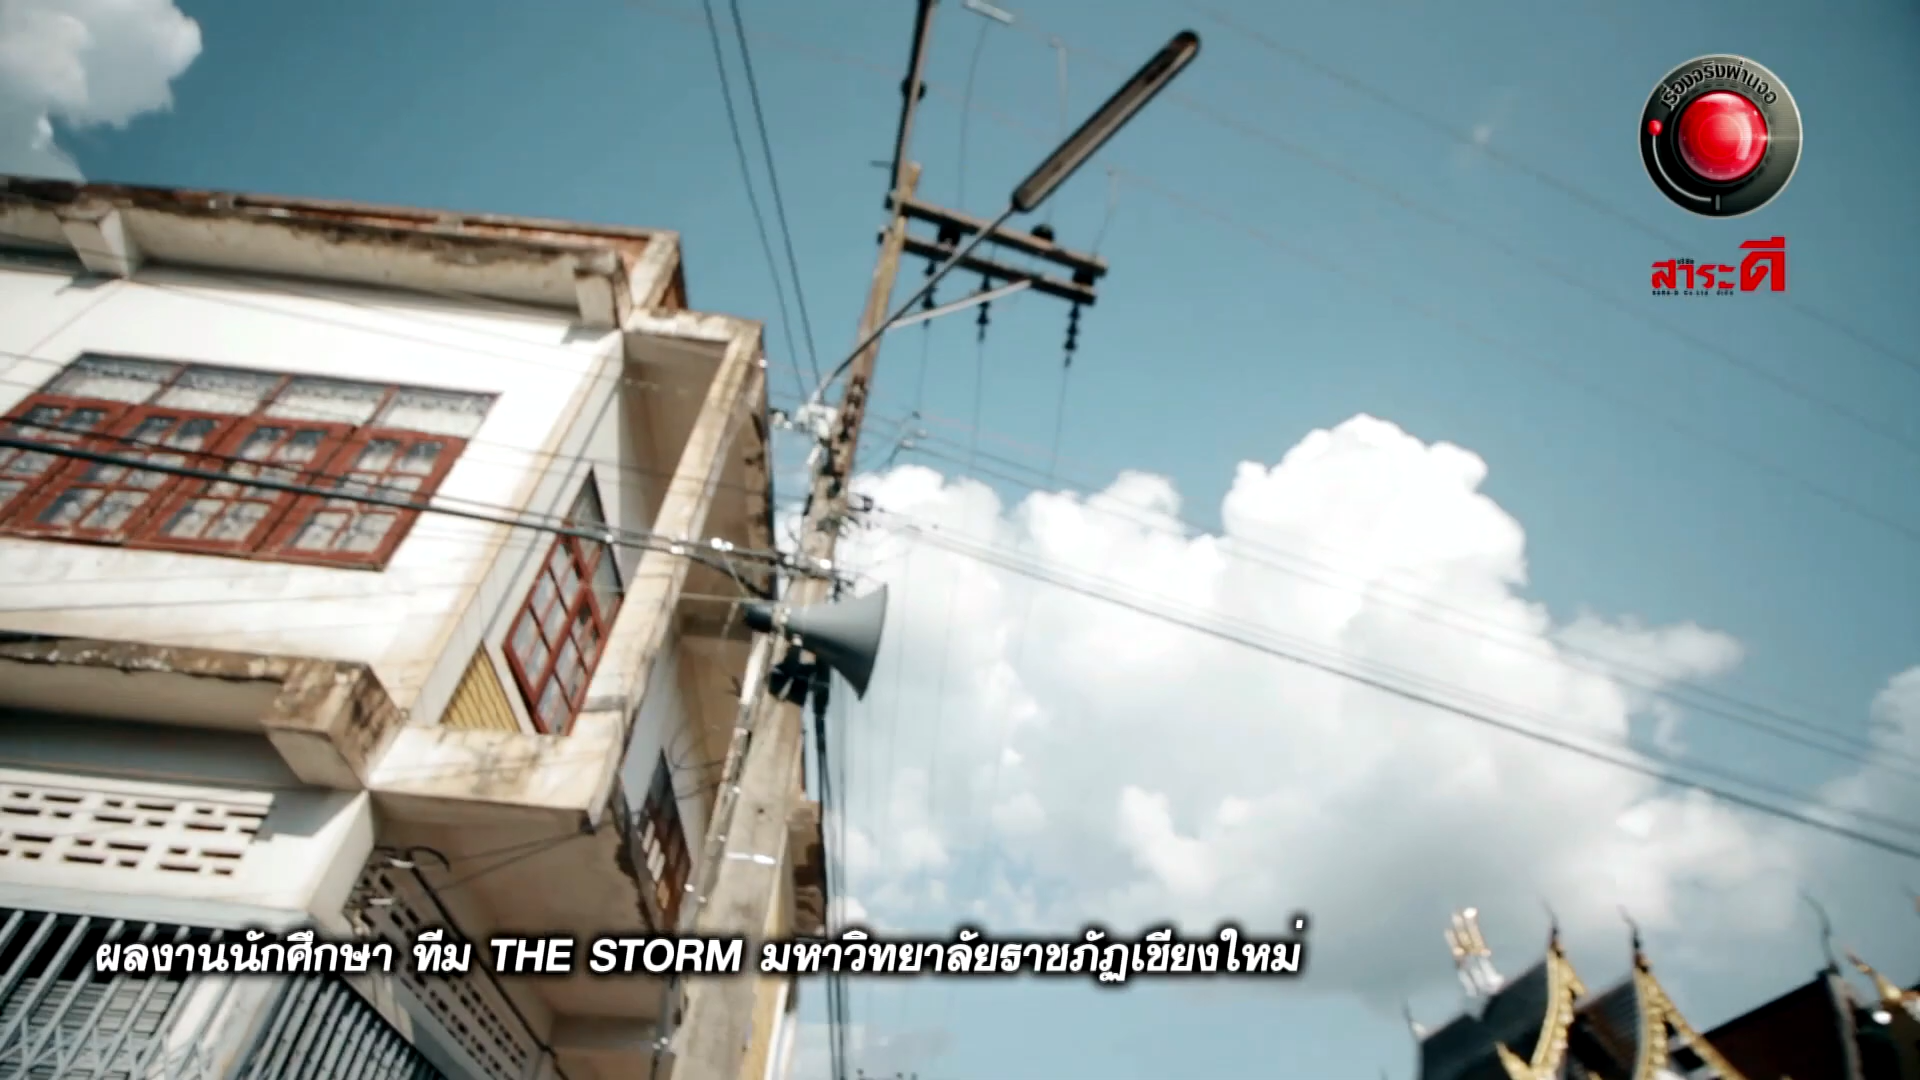 เรื่องจริงผ่านจอ
สาระดี
ผลงานนักศึกษา ทีม THE STORM มหาวิทยาลัยราชภัฏเชียงใหม่